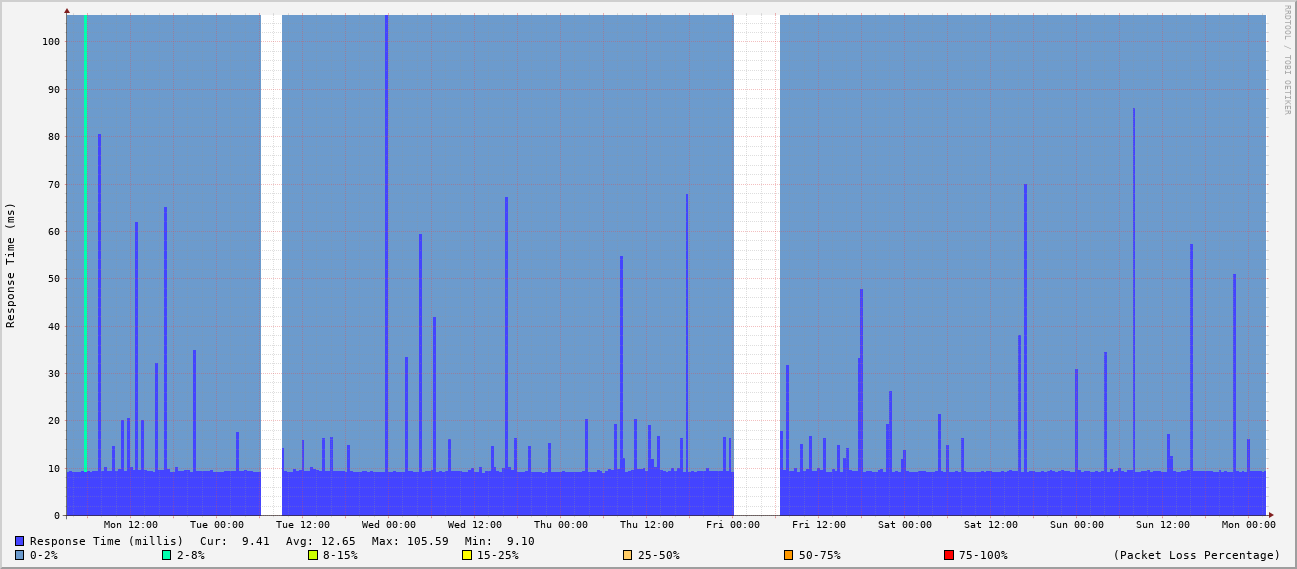 RRDTOOL / TOBI OETIKER
Response Time (ms)
100
90
80
70
60
50
40
30
20
10
0
Mon 12:00 Tue 00:00 Tue 12:00 Wed 00:00 Wed 12:00 Thu 00:00 Thu 12:00 Fri 00:00 Fri 12:00 Sat 00:00 Sat 12:00 Sun 00:00 Sun 12:00 Mon 00:00
Response Time (millis) Cur: 9.41 Avg: 12.65 Max: 105.59 Min: 9.10
0-2% 2-8% 8-15% 15-25% 25-50% 50-75% 75-100% (Packet Loss Percentage)